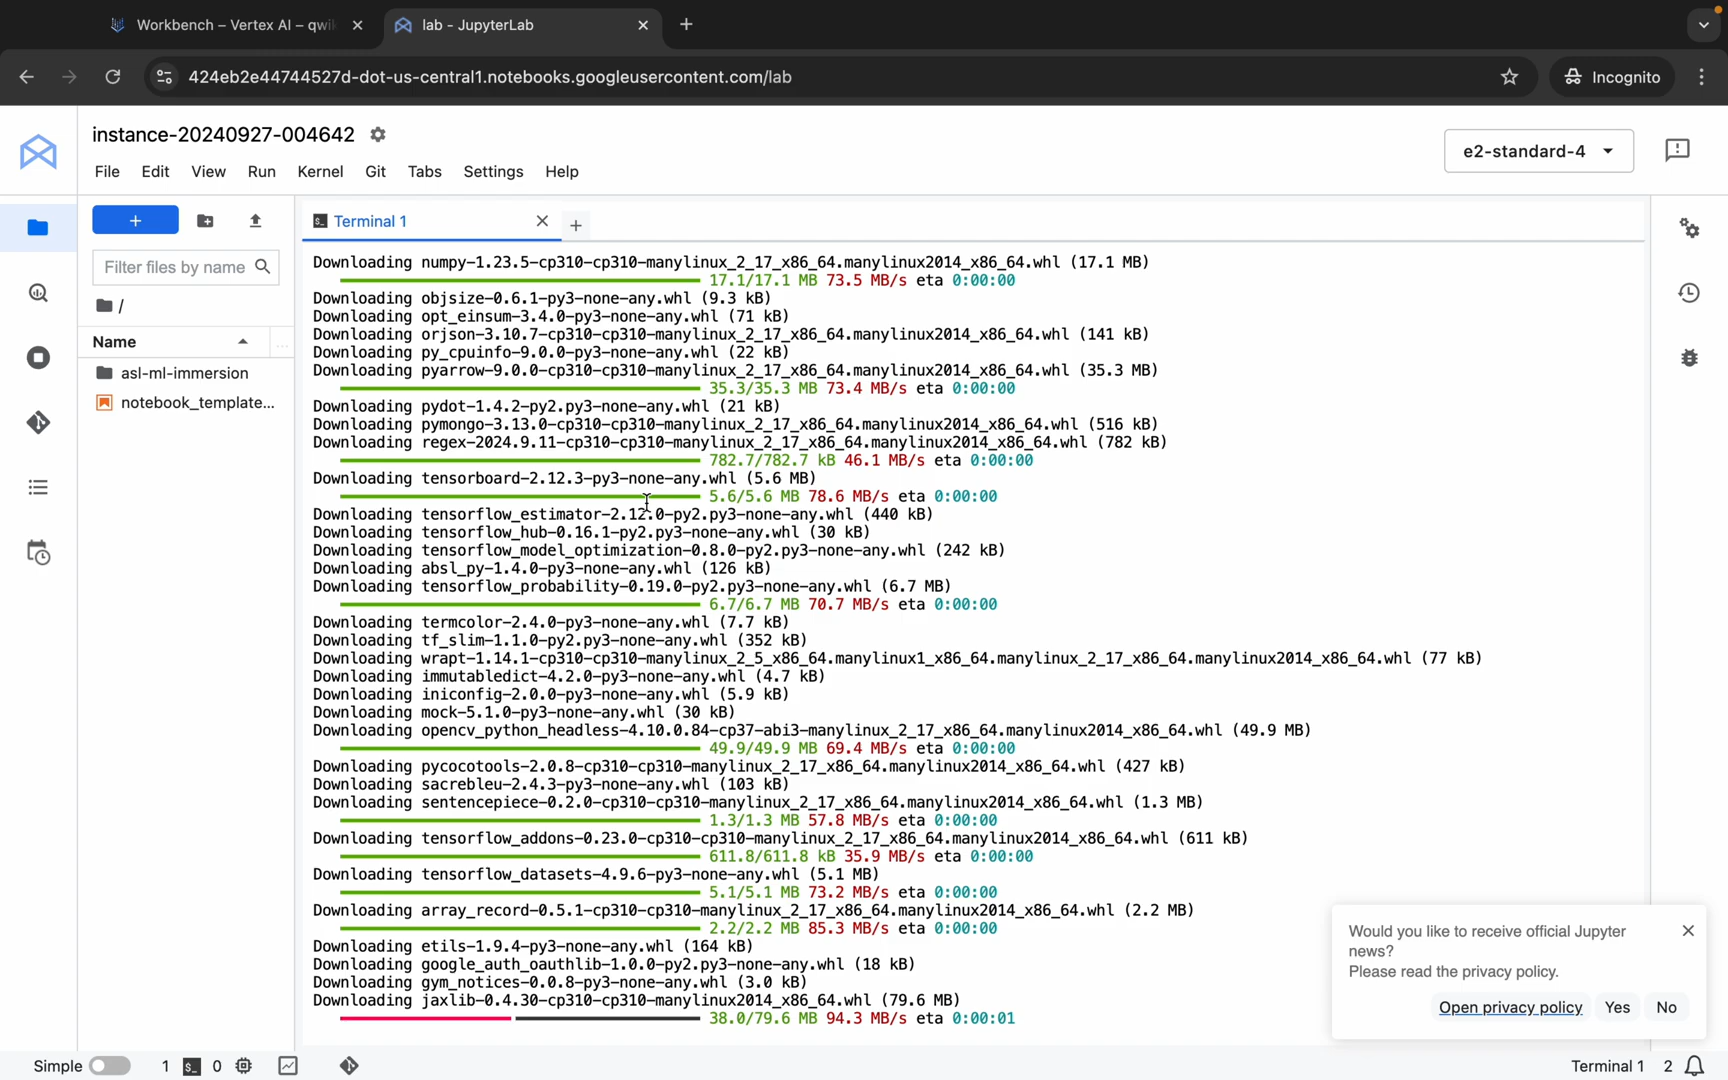 Workbench – Vertex AI – qwi
lab - JupyterLab
424eb2e44744527d-dot-us-central1.notebooks.googleusercontent.com/lab
Incognito
instance-20240927-004642
e2-standard-4
File Edit View Run Kernel Git Tabs Settings Help
Terminal 1
Filter files by name
/
Name
asl-ml-immersion
notebook_template...
Downloading numpy-1.23.5-cp310-cp310-manylinux_2_17_x86_64.manylinux2014_x86_64.whl (17.1 MB)
17.1/17.1 MB 73.5 MB/s eta 0:00:00
Downloading objsize-0.6.1-py3-none-any.whl (9.3 kB)
Downloading opt_einsum-3.4.0-py3-none-any.whl (71 kB)
Downloading orjson-3.10.7-cp310-cp310-manylinux_2_17_x86_64.manylinux2014_x86_64.whl (141 kB)
Downloading py_cpuinfo-9.0.0-py3-none-any.whl (22 kB)
Downloading pyarrow-9.0.0-cp310-cp310-manylinux_2_17_x86_64.manylinux2014_x86_64.whl (35.3 MB)
35.3/35.3 MB 73.4 MB/s eta 0:00:00
Downloading pydot-1.4.2-py2.py3-none-any.whl (21 kB)
Downloading pymongo-3.13.0-cp310-cp310-manylinux_2_17_x86_64.manylinux2014_x86_64.whl (516 kB)
Downloading regex-2024.9.11-cp310-cp310-manylinux_2_17_x86_64.manylinux2014_x86_64.whl (782 kB)
782.7/782.7 kB 46.1 MB/s eta 0:00:00
Downloading tensorboard-2.12.3-py3-none-any.whl (5.6 MB)
5.6/5.6 MB 78.6 MB/s eta 0:00:00
Downloading tensorflow_estimator-2.12.0-py2.py3-none-any.whl (440 kB)
Downloading tensorflow_hub-0.16.1-py2.py3-none-any.whl (30 kB)
Downloading tensorflow_model_optimization-0.8.0-py2.py3-none-any.whl (242 kB)
Downloading absl_py-1.4.0-py3-none-any.whl (126 kB)
Downloading tensorflow_probability-0.19.0-py2.py3-none-any.whl (6.7 MB)
6.7/6.7 MB 70.7 MB/s eta 0:00:00
Downloading termcolor-2.4.0-py3-none-any.whl (7.7 kB)
Downloading tf_slim-1.1.0-py2.py3-none-any.whl (352 kB)
Downloading wrapt-1.14.1-cp310-cp310-manylinux_2_5_x86_64.manylinux1_x86_64.manylinux_2_17_x86_64.manylinux2014_x86_64.whl (77 kB)
Downloading immutabledict-4.2.0-py3-none-any.whl (4.7 kB)
Downloading iniconfig-2.0.0-py3-none-any.whl (5.9 kB)
Downloading mock-5.1.0-py3-none-any.whl (30 kB)
Downloading opencv_python_headless-4.10.0.84-cp37-abi3-manylinux_2_17_x86_64.manylinux2014_x86_64.whl (49.9 MB)
49.9/49.9 MB 69.4 MB/s eta 0:00:00
Downloading pycocotools-2.0.8-cp310-cp310-manylinux_2_17_x86_64.manylinux2014_x86_64.whl (427 kB)
Downloading sacrebleu-2.4.3-py3-none-any.whl (103 kB)
Downloading sentencepiece-0.2.0-cp310-cp310-manylinux_2_17_x86_64.manylinux2014_x86_64.whl (1.3 MB)
1.3/1.3 MB 57.8 MB/s eta 0:00:00
Downloading tensorflow_addons-0.23.0-cp310-cp310-manylinux_2_17_x86_64.manylinux2014_x86_64.whl (611 kB)
611.8/611.8 kB 35.9 MB/s eta 0:00:00
Downloading tensorflow_datasets-4.9.6-py3-none-any.whl (5.1 MB)
5.1/5.1 MB 73.2 MB/s eta 0:00:00
Downloading array_record-0.5.1-cp310-cp310-manylinux_2_17_x86_64.manylinux2014_x86_64.whl (2.2 MB)
2.2/2.2 MB 85.3 MB/s eta 0:00:00
Downloading etils-1.9.4-py3-none-any.whl (164 kB)
Downloading google_auth_oauthlib-1.0.0-py2.py3-none-any.whl (18 kB)
Downloading gym_notices-0.0.8-py3-none-any.whl (3.0 kB)
Downloading jaxlib-0.4.30-cp310-cp310-manylinux2014_x86_64.whl (79.6 MB)
38.0/79.6 MB 94.3 MB/s eta 0:00:01
Would you like to receive official Jupyter
news?
Please read the privacy policy.
Open privacy policy Yes No
Simple 1 0 Terminal 1 2